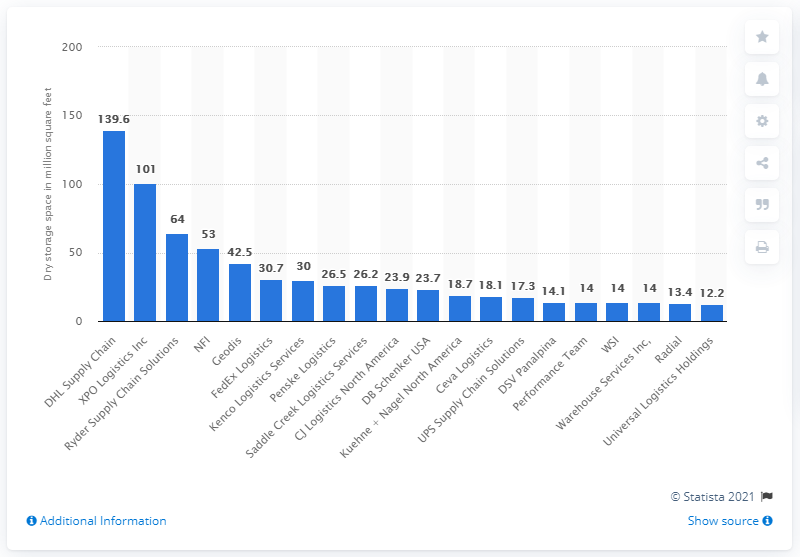 200
150
100
50
0
Dry storage space in million square feet
139.6
101
64
53
42.5
30.7
30
26.5
26.2
23.9
23.7
18.7
18.1
17.3
14.1
14
14
14
13.4
12.2
DHL Supply Chain
XPO Logistics Inc
Ryder Supply Chain Solutions
NFI
Geodis
FedEx Logistics
Kenco Logistics Services
Penske Logistics
Saddle Creek Logistics Services
CJ Logistics North America
DB Schenker USA
Kuehne + Nagel North America
Ceva Logistics
UPS Supply Chain Solutions
DSV Panalpina
Performance Team
WSI
Warehouse Services Inc,
Radial
Universal Logistics Holdings
© Statista 2021
Additional Information
Show source